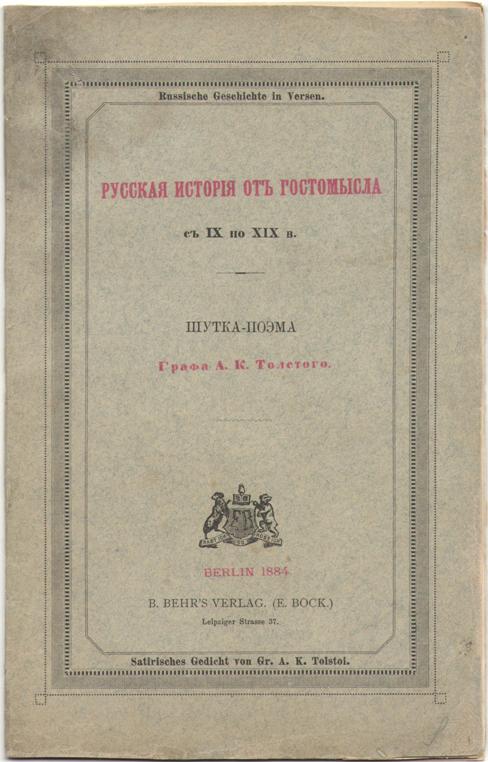 Russische Geschichte in Versen.
РУССКАЯ ИСТОРІЯ ОТЪ ГОСТОМЫСЛА
съ IX по XIX в.
ШУТКА-ПОЭМА
Графа А. К. Толстого.
BERLIN 1884
B. BEHR'S VERLAG. (E. BOCK.)
Leipziger Strasse 37.
Satirisches Gedicht von Gr. A. K. Tolstoi.